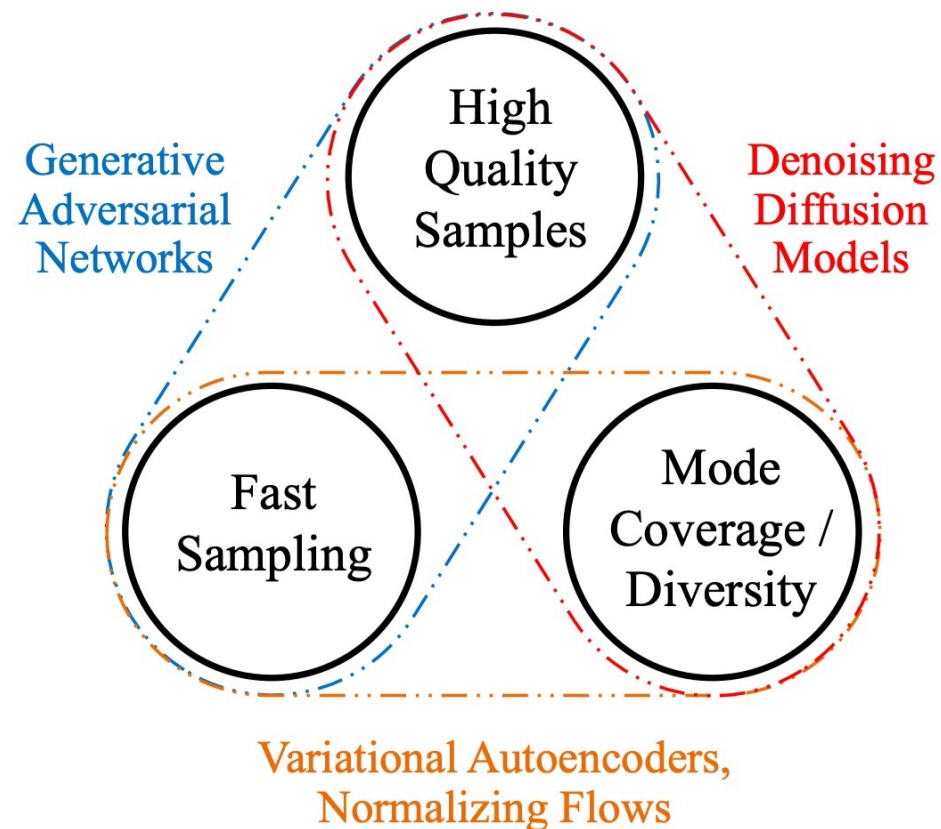 High
Quality
Samples
Generative
Adversarial
Networks
Denoising
Diffusion
Models
Fast
Sampling
Mode
Coverage /
Diversity
Variational Autoencoders,
Normalizing Flows